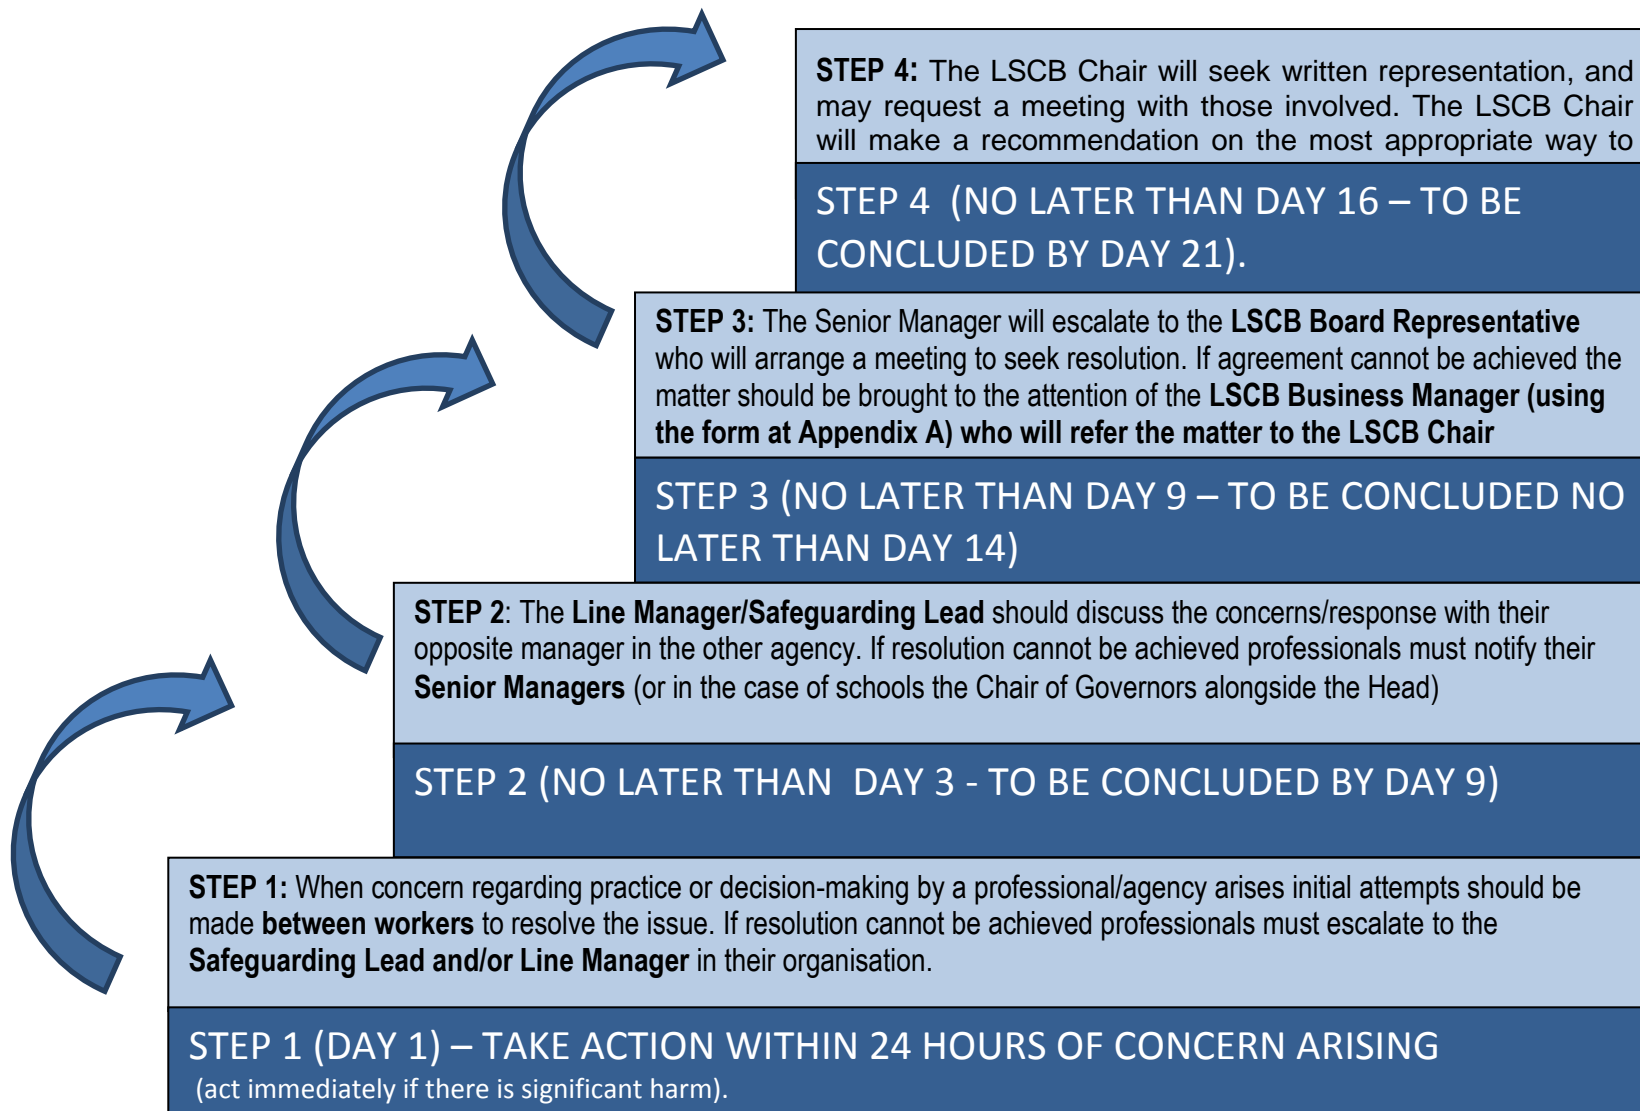 STEP 4: The LSCB Chair will seek written representation, and
may request a meeting with those involved. The LSCB Chair
will make a recommendation on the most appropriate way to
STEP 4 (NO LATER THAN DAY 16 – TO BE
CONCLUDED BY DAY 21).
STEP 3: The Senior Manager will escalate to the LSCB Board Representative
who will arrange a meeting to seek resolution. If agreement cannot be achieved the
matter should be brought to the attention of the LSCB Business Manager (using
the form at Appendix A) who will refer the matter to the LSCB Chair
STEP 3 (NO LATER THAN DAY 9 – TO BE CONCLUDED NO
LATER THAN DAY 14)
STEP 2: The Line Manager/Safeguarding Lead should discuss the concerns/response with their
opposite manager in the other agency. If resolution cannot be achieved professionals must notify their
Senior Managers (or in the case of schools the Chair of Governors alongside the Head)
STEP 2 (NO LATER THAN DAY 3 - TO BE CONCLUDED BY DAY 9)
STEP 1: When concern regarding practice or decision-making by a professional/agency arises initial attempts should be
made between workers to resolve the issue. If resolution cannot be achieved professionals must escalate to the
Safeguarding Lead and/or Line Manager in their organisation.
STEP 1 (DAY 1) – TAKE ACTION WITHIN 24 HOURS OF CONCERN ARISING
(act immediately if there is significant harm).